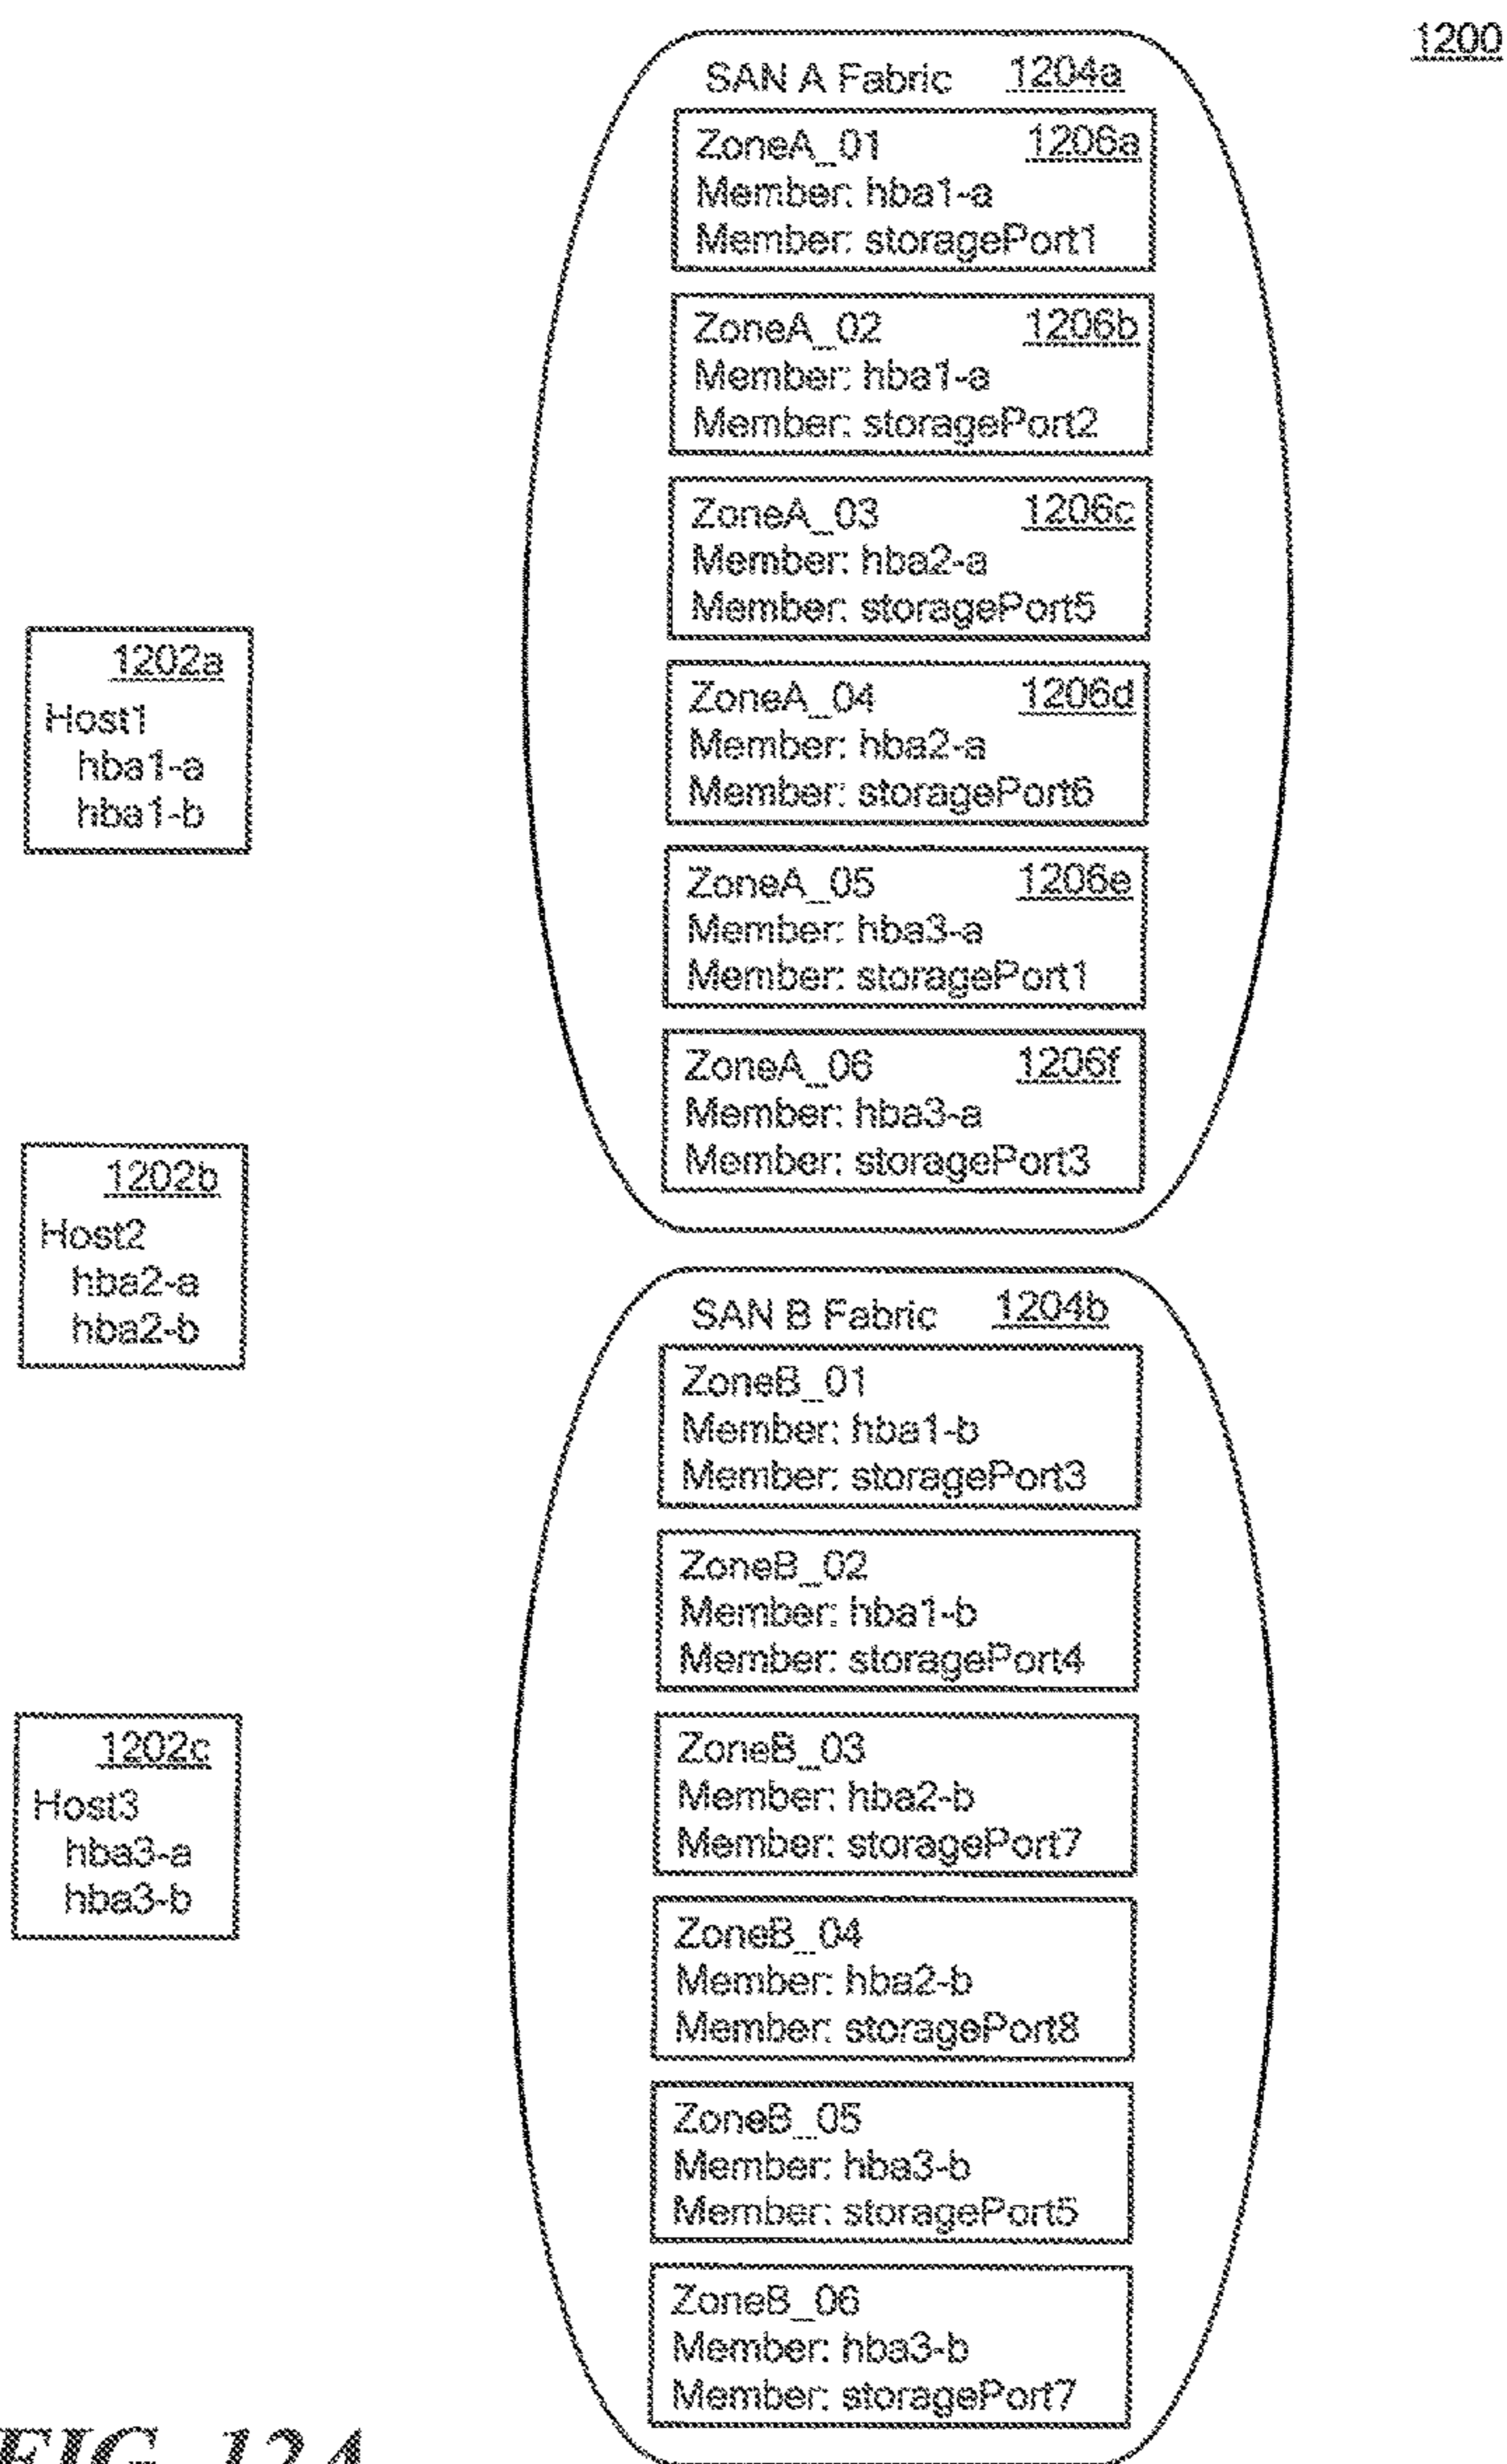 1200
SAN A Fabric 1204a
ZoneA_01 1206a
Member: hba1-a
Member: storagePort1
ZoneA_02 1206b
Member: hba1-a
Member: storagePort2
ZoneA_03 1206c
Member: hba2-a
Member: storagePort5
ZoneA_04 1206d
Member: hba2-a
Member: storagePort6
ZoneA_05 1206e
Member: hba3-a
Member: storagePort1
ZoneA_06 1206f
Member: hba3-a
Member: storagePort3
1202a
Host1
hba1-a
hba1-b
1202b
Host2
hba2-a
hba2-b
1202c
Host3
hba3-a
hba3-b
SAN B Fabric 1204b
ZoneB_01
Member: hba1-b
Member: storagePort3
ZoneB_02
Member: hba1-b
Member: storagePort4
ZoneB_03
Member: hba2-b
Member: storagePort7
ZoneB_04
Member: hba2-b
Member: storagePort8
ZoneB_05
Member: hba3-b
Member: storagePort5
ZoneB_06
Member: hba3-b
Member: storagePort7
FIG. 12A